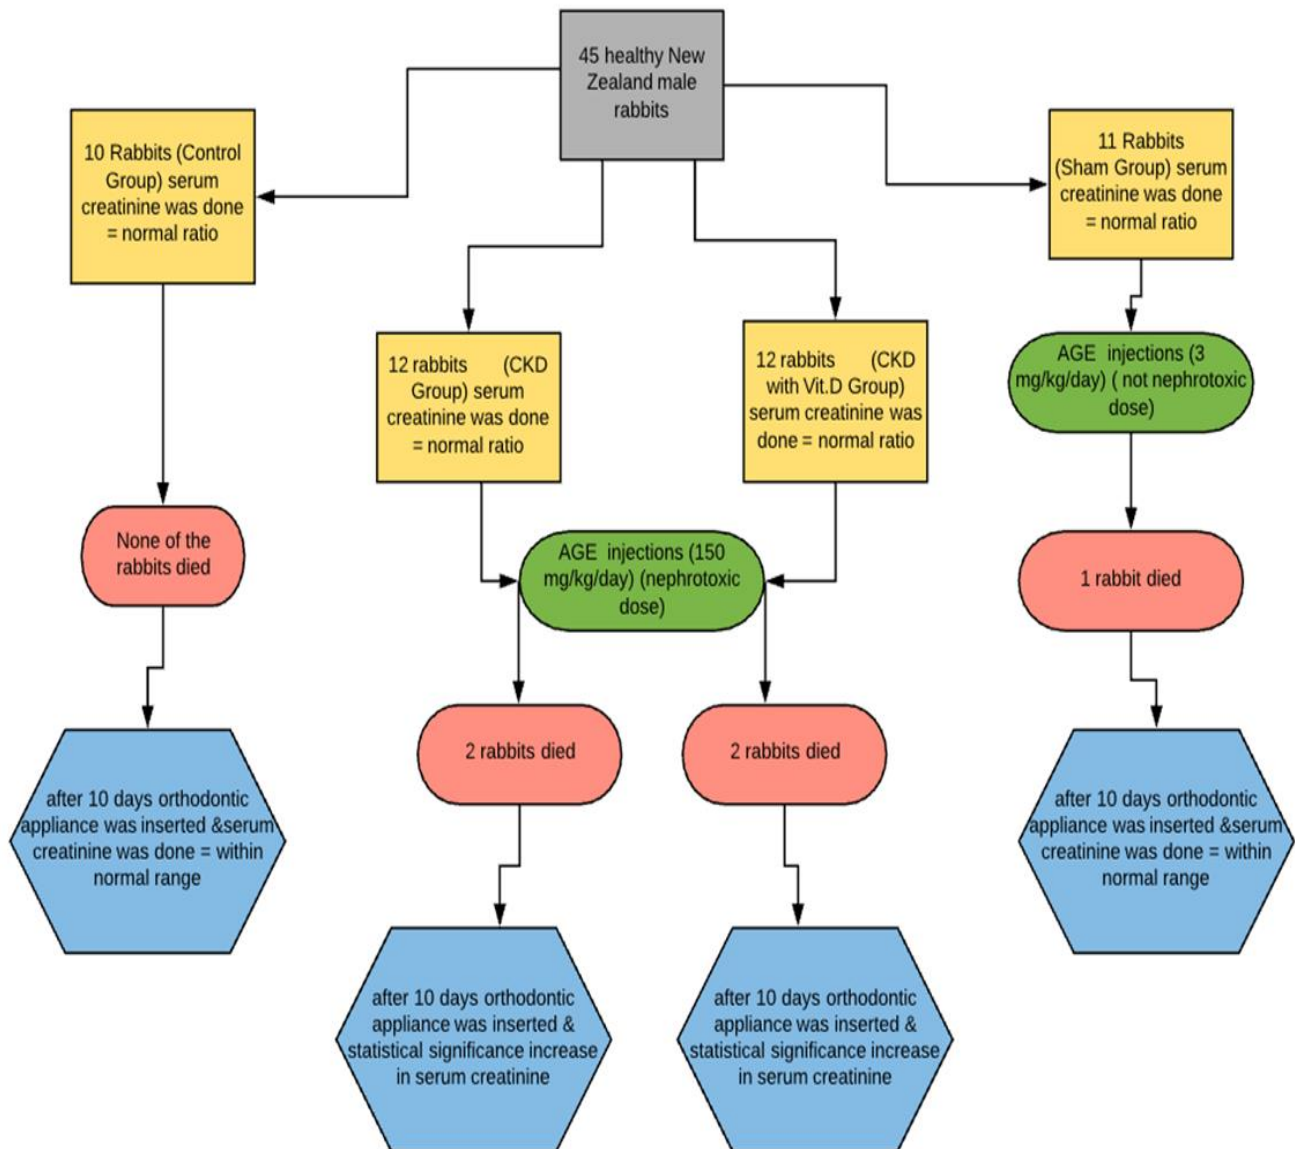 45 healthy New
Zealand male
rabbits
10 Rabbits (Control
Group) serum
creatinine was done
= normal ratio
11 Rabbits
(Sham Group) serum
creatinine was done
= normal ratio
12 rabbits (CKD
Group) serum
creatinine was done
= normal ratio
12 rabbits (CKD
with Vit.D Group)
serum creatinine was
done = normal ratio
AGE injections (3
mg/kg/day) ( not nephrotoxic
dose)
None of the
rabbits died
AGE injections (150
mg/kg/day) (nephrotoxic
dose)
1 rabbit died
2 rabbits died
2 rabbits died
after 10 days orthodontic
appliance was inserted &serum
creatinine was done = within
normal range
after 10 days orthodontic
appliance was inserted &serum
creatinine was done = within
normal range
after 10 days orthodontic
appliance was inserted &
statistical significance increase
in serum creatinine
after 10 days orthodontic
appliance was inserted &
statistical significance increase
in serum creatinine